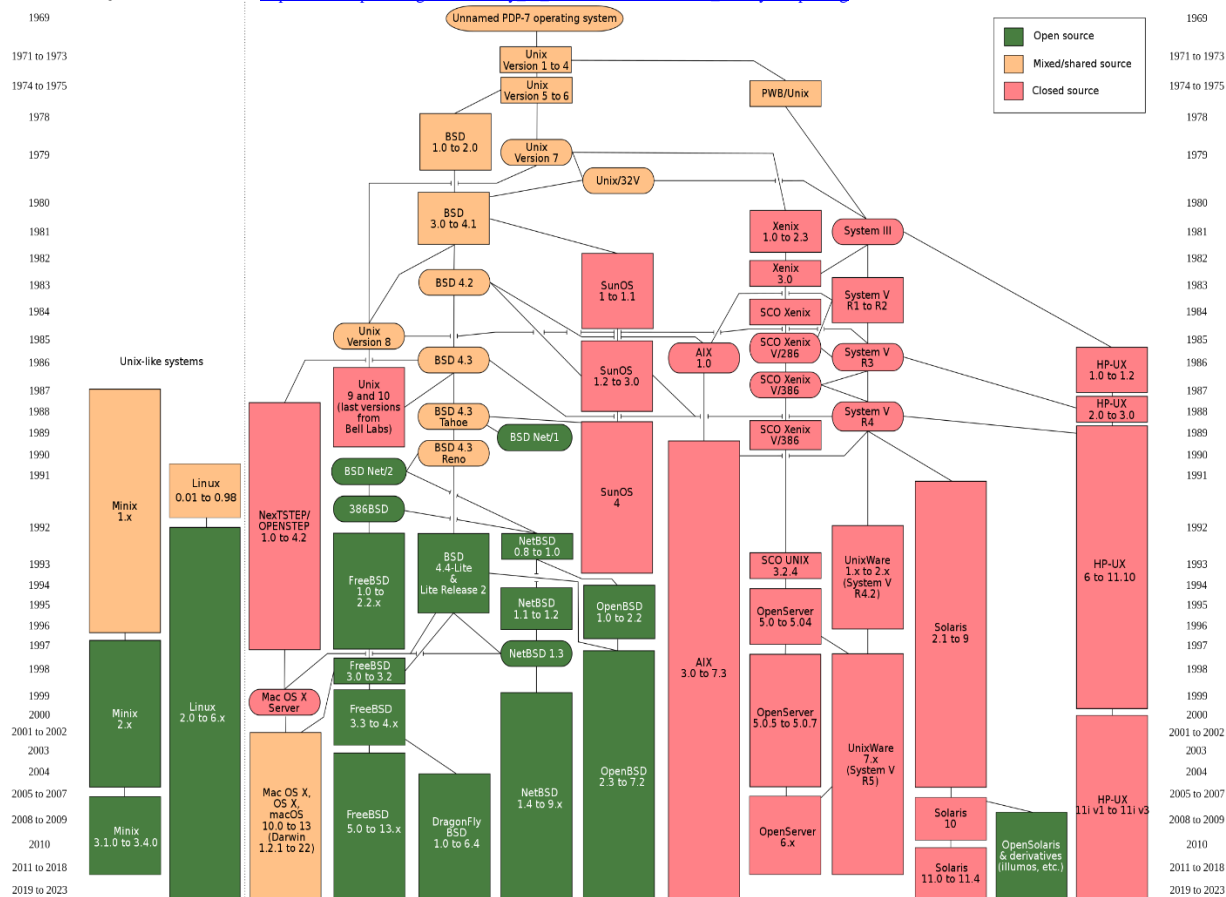 1969
1971 to 1973
1974 to 1975
1978
1979
1980
1981
1982
1983
1984
1985
1986
1987
1988
1989
1990
1991
1992
1993
1994
1995
1996
1997
1998
1999
2000
2001 to 2002
2003
2004
2005 to 2007
2008 to 2009
2010
2011 to 2018
2019 to 2023
Unnamed PDP-7 operating system
Open source
Mixed/shared source
Closed source
Unix
Version 1 to 4
Unix
Version 5 to 6
PWB/Unix
BSD
1.0 to 2.0
Unix
Version 7
Unix/32V
BSD
3.0 to 4.1
Xenix
1.0 to 2.3
System III
Xenix
3.0
BSD 4.2
SunOS
1 to 1.1
System V
R1 to R2
SCO Xenix
Unix
Version 8
SCO Xenix
V/286
System V
R3
AIX
1.0
BSD 4.3
Unix-like systems
SunOS
1.2 to 3.0
HP-UX
1.0 to 1.2
Unix
9 and 10
(last versions
from
Bell Labs)
SCO Xenix
V/386
HP-UX
2.0 to 3.0
BSD 4.3
Tahoe
System V
R4
BSD Net/1
SCO Xenix
V/386
BSD 4.3
Reno
BSD Net/2
Linux
0.01 to 0.98
SunOS
4
Minix
1.x
386BSD
NexTSTEP/
OPENSTEP
1.0 to 4.2
NetBSD
0.8 to 1.0
BSD
4.4-Lite
&
Lite Release 2
SCO UNIX
3.2.4
UnixWare
1.x to 2.x
(System V
R4.2)
HP-UX
6 to 11.10
FreeBSD
1.0 to
2.2.x
NetBSD
1.1 to 1.2
OpenBSD
1.0 to 2.2
OpenServer
5.0 to 5.04
Solaris
2.1 to 9
NetBSD 1.3
FreeBSD
3.0 to 3.2
AIX
3.0 to 7.3
Mac OS X
Server
Minix
2.x
Linux
2.0 to 6.x
FreeBSD
3.3 to 4.x
OpenServer
5.0.5 to 5.0.7
UnixWare
7.x
(System V
R5)
OpenBSD
2.3 to 7.2
NetBSD
1.4 to 9.x
Mac OS X,
OS X,
macOS
10.0 to 13
(Darwin
1.2.1 to 22)
FreeBSD
5.0 to 13.x
DragonFly
BSD
1.0 to 6.4
Minix
3.1.0 to 3.4.0
OpenServer
6.x
Solaris
10
HP-UX
11i v1 to 11i v3
OpenSolaris
& derivatives
(illumos, etc.)
Solaris
11.0 to 11.4
1969
1971 to 1973
1974 to 1975
1978
1979
1980
1981
1982
1983
1984
1985
1986
1987
1988
1989
1990
1991
1992
1993
1994
1995
1996
1997
1998
1999
2000
2001 to 2002
2003
2004
2005 to 2007
2008 to 2009
2010
2011 to 2018
2019 to 2023